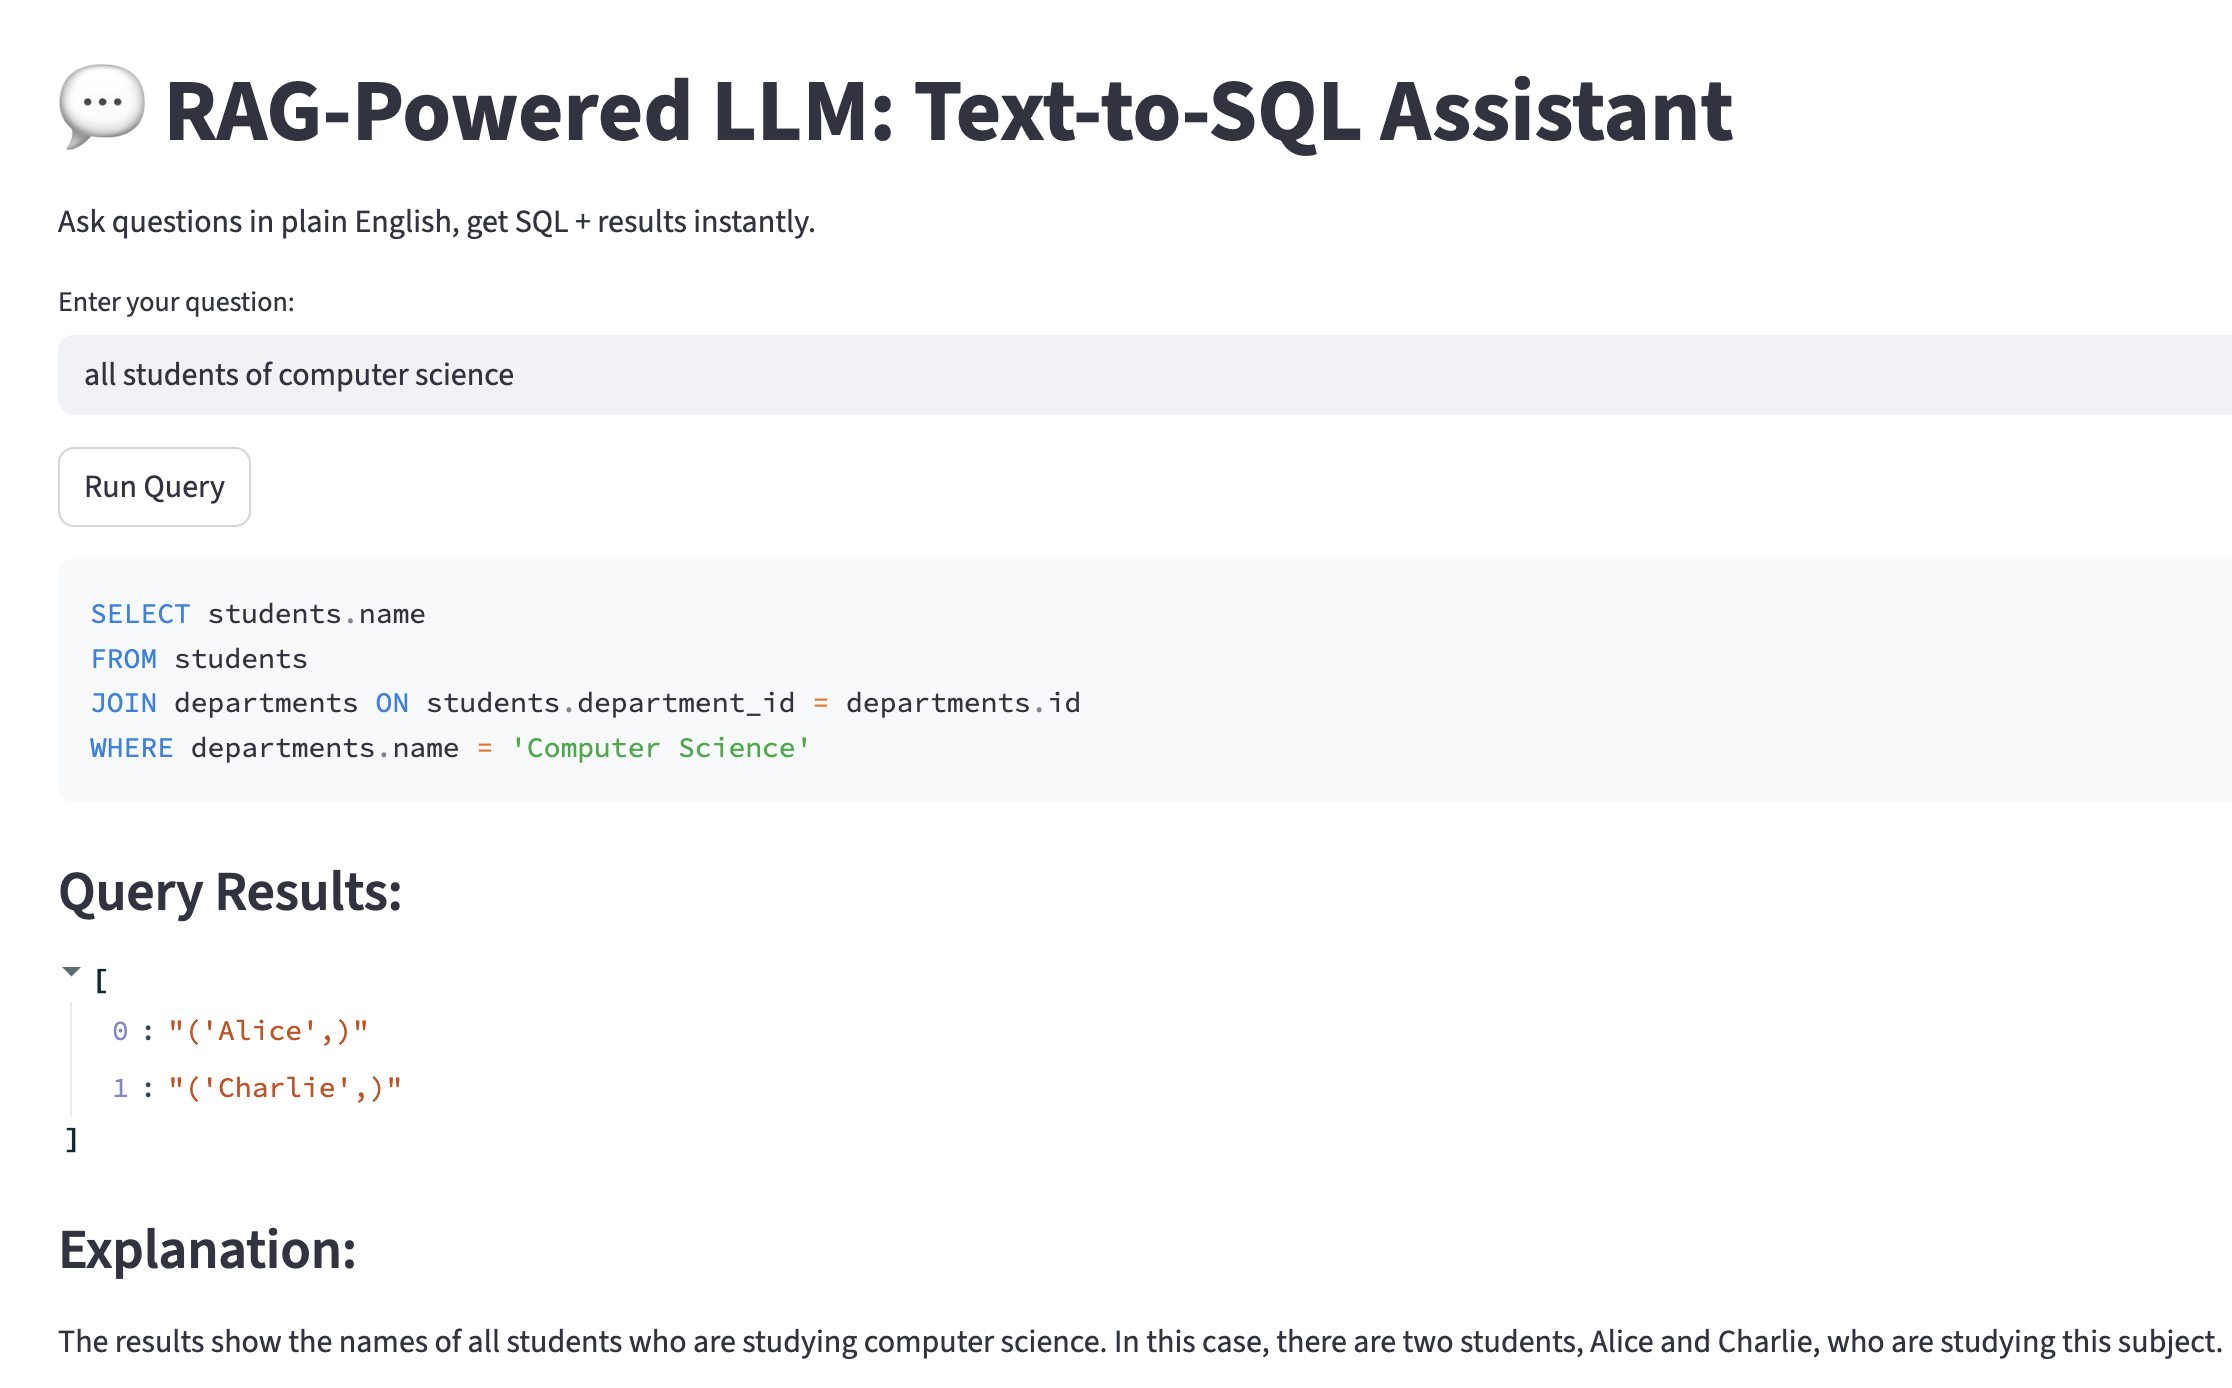 💬 RAG-Powered LLM: Text-to-SQL Assistant
Ask questions in plain English, get SQL + results instantly.
Enter your question:
all students of computer science
Run Query
SELECT students.name
FROM students
JOIN departments ON students.department_id = departments.id
WHERE departments.name = 'Computer Science'
Query Results:
[
0 : "('Alice',)"
1 : "('Charlie',)"
]
Explanation:
The results show the names of all students who are studying computer science. In this case, there are two students, Alice and Charlie, who are studying this subject.